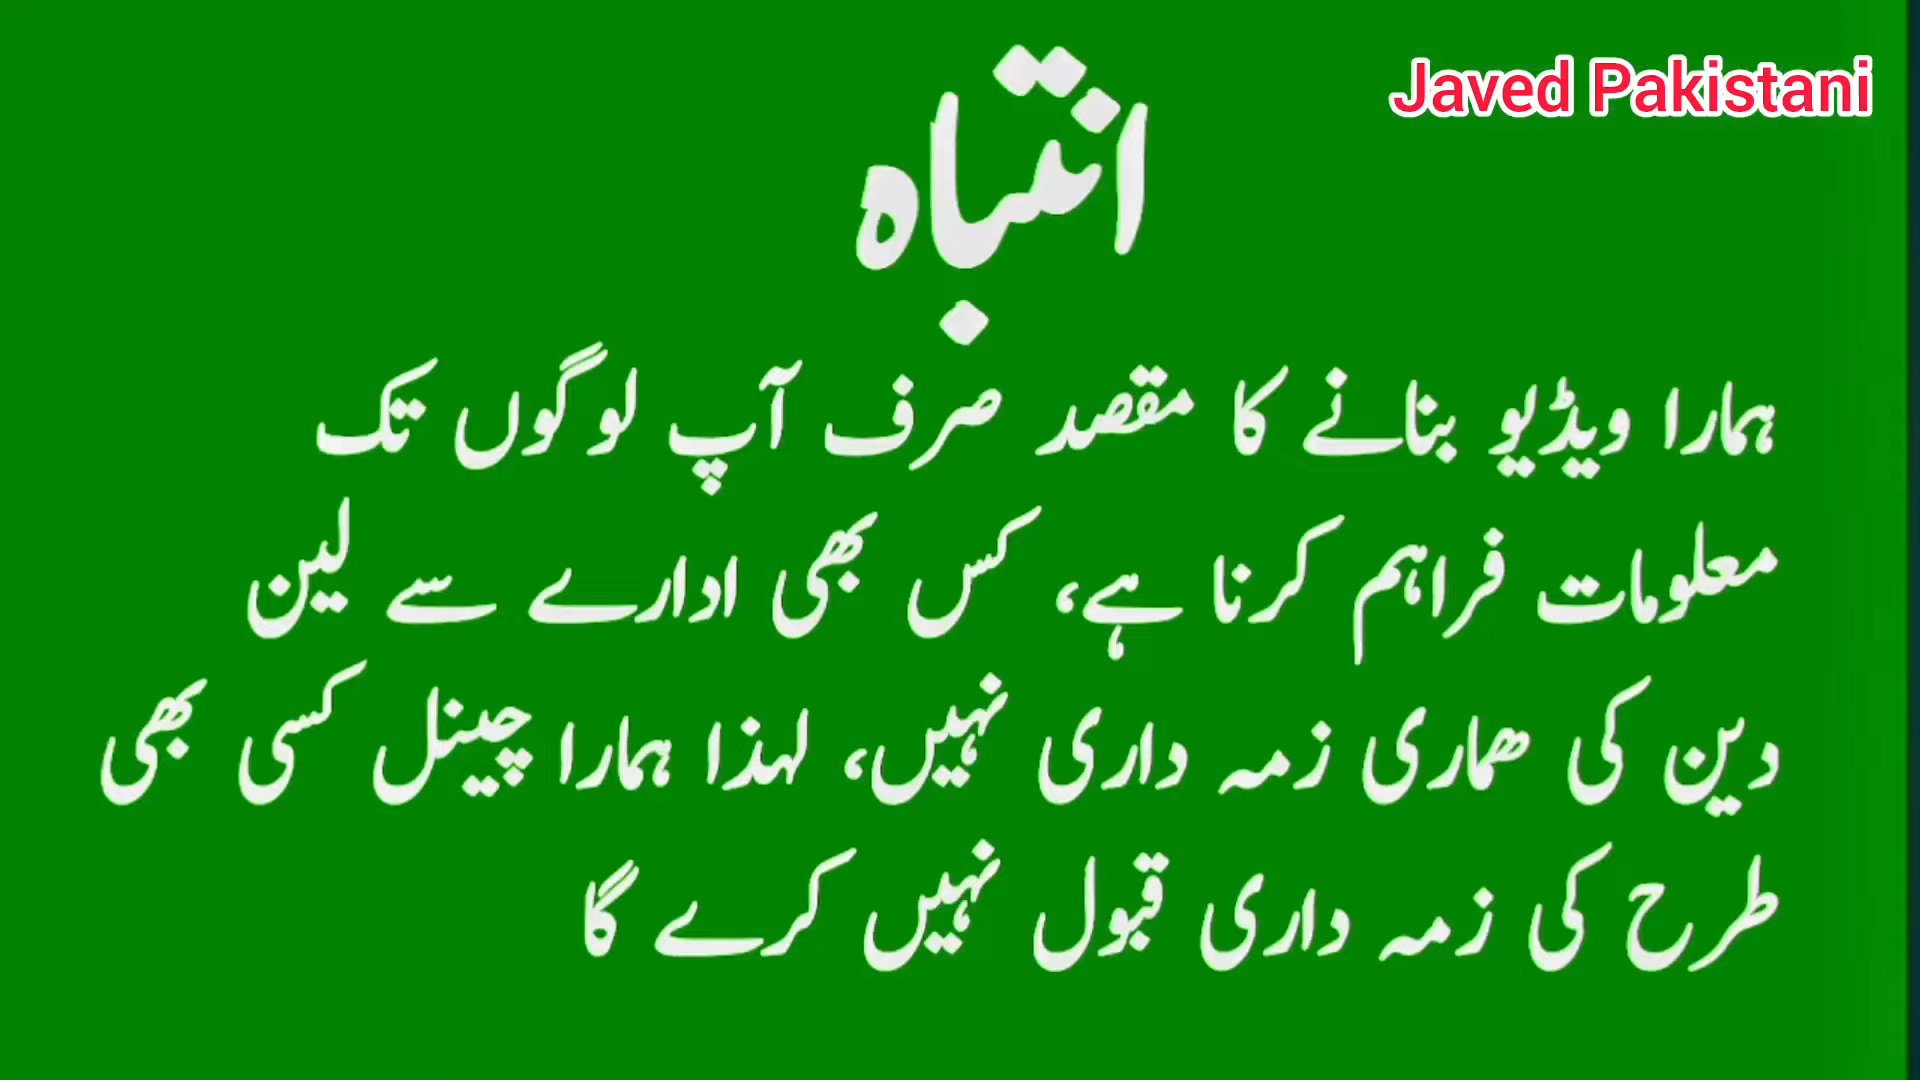 Javed Pakistani
انتباہ
ہمارا ویڈیو بنانے کا مقصد صرف آپ لوگوں تک
معلومات فراہم کرنا ہے، کس بھی ادارے سے لین
دین کی ھماری زمہ داری نہیں، لہذا ہمارا چینل کسی بھی
طرح کی زمہ داری قبول نہیں کرے گا